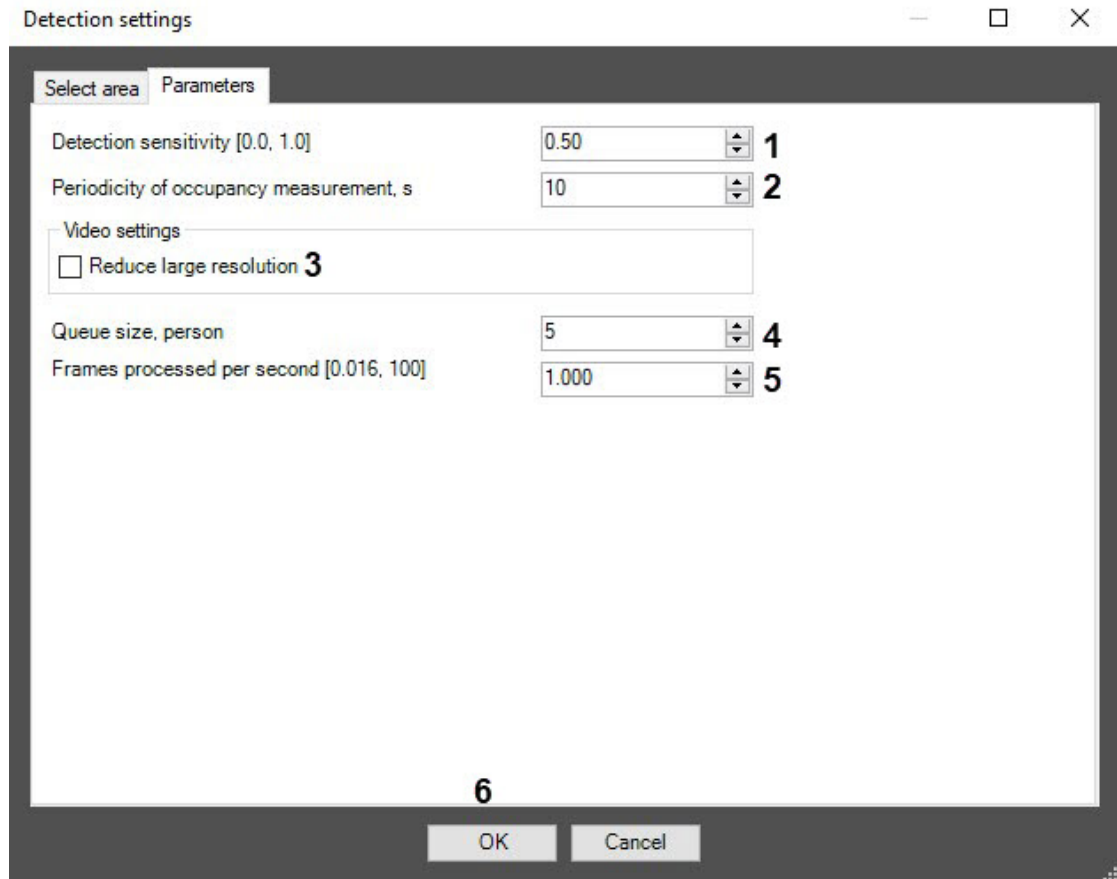 Detection settings
Select area Parameters
Detection sensitivity [0.0, 1.0] 0.50 1
Periodicity of occupancy measurement, s 10 2
Video settings
Reduce large resolution 3
Queue size, person 5 4
Frames processed per second [0.016, 100] 1.000 5
6
OK Cancel